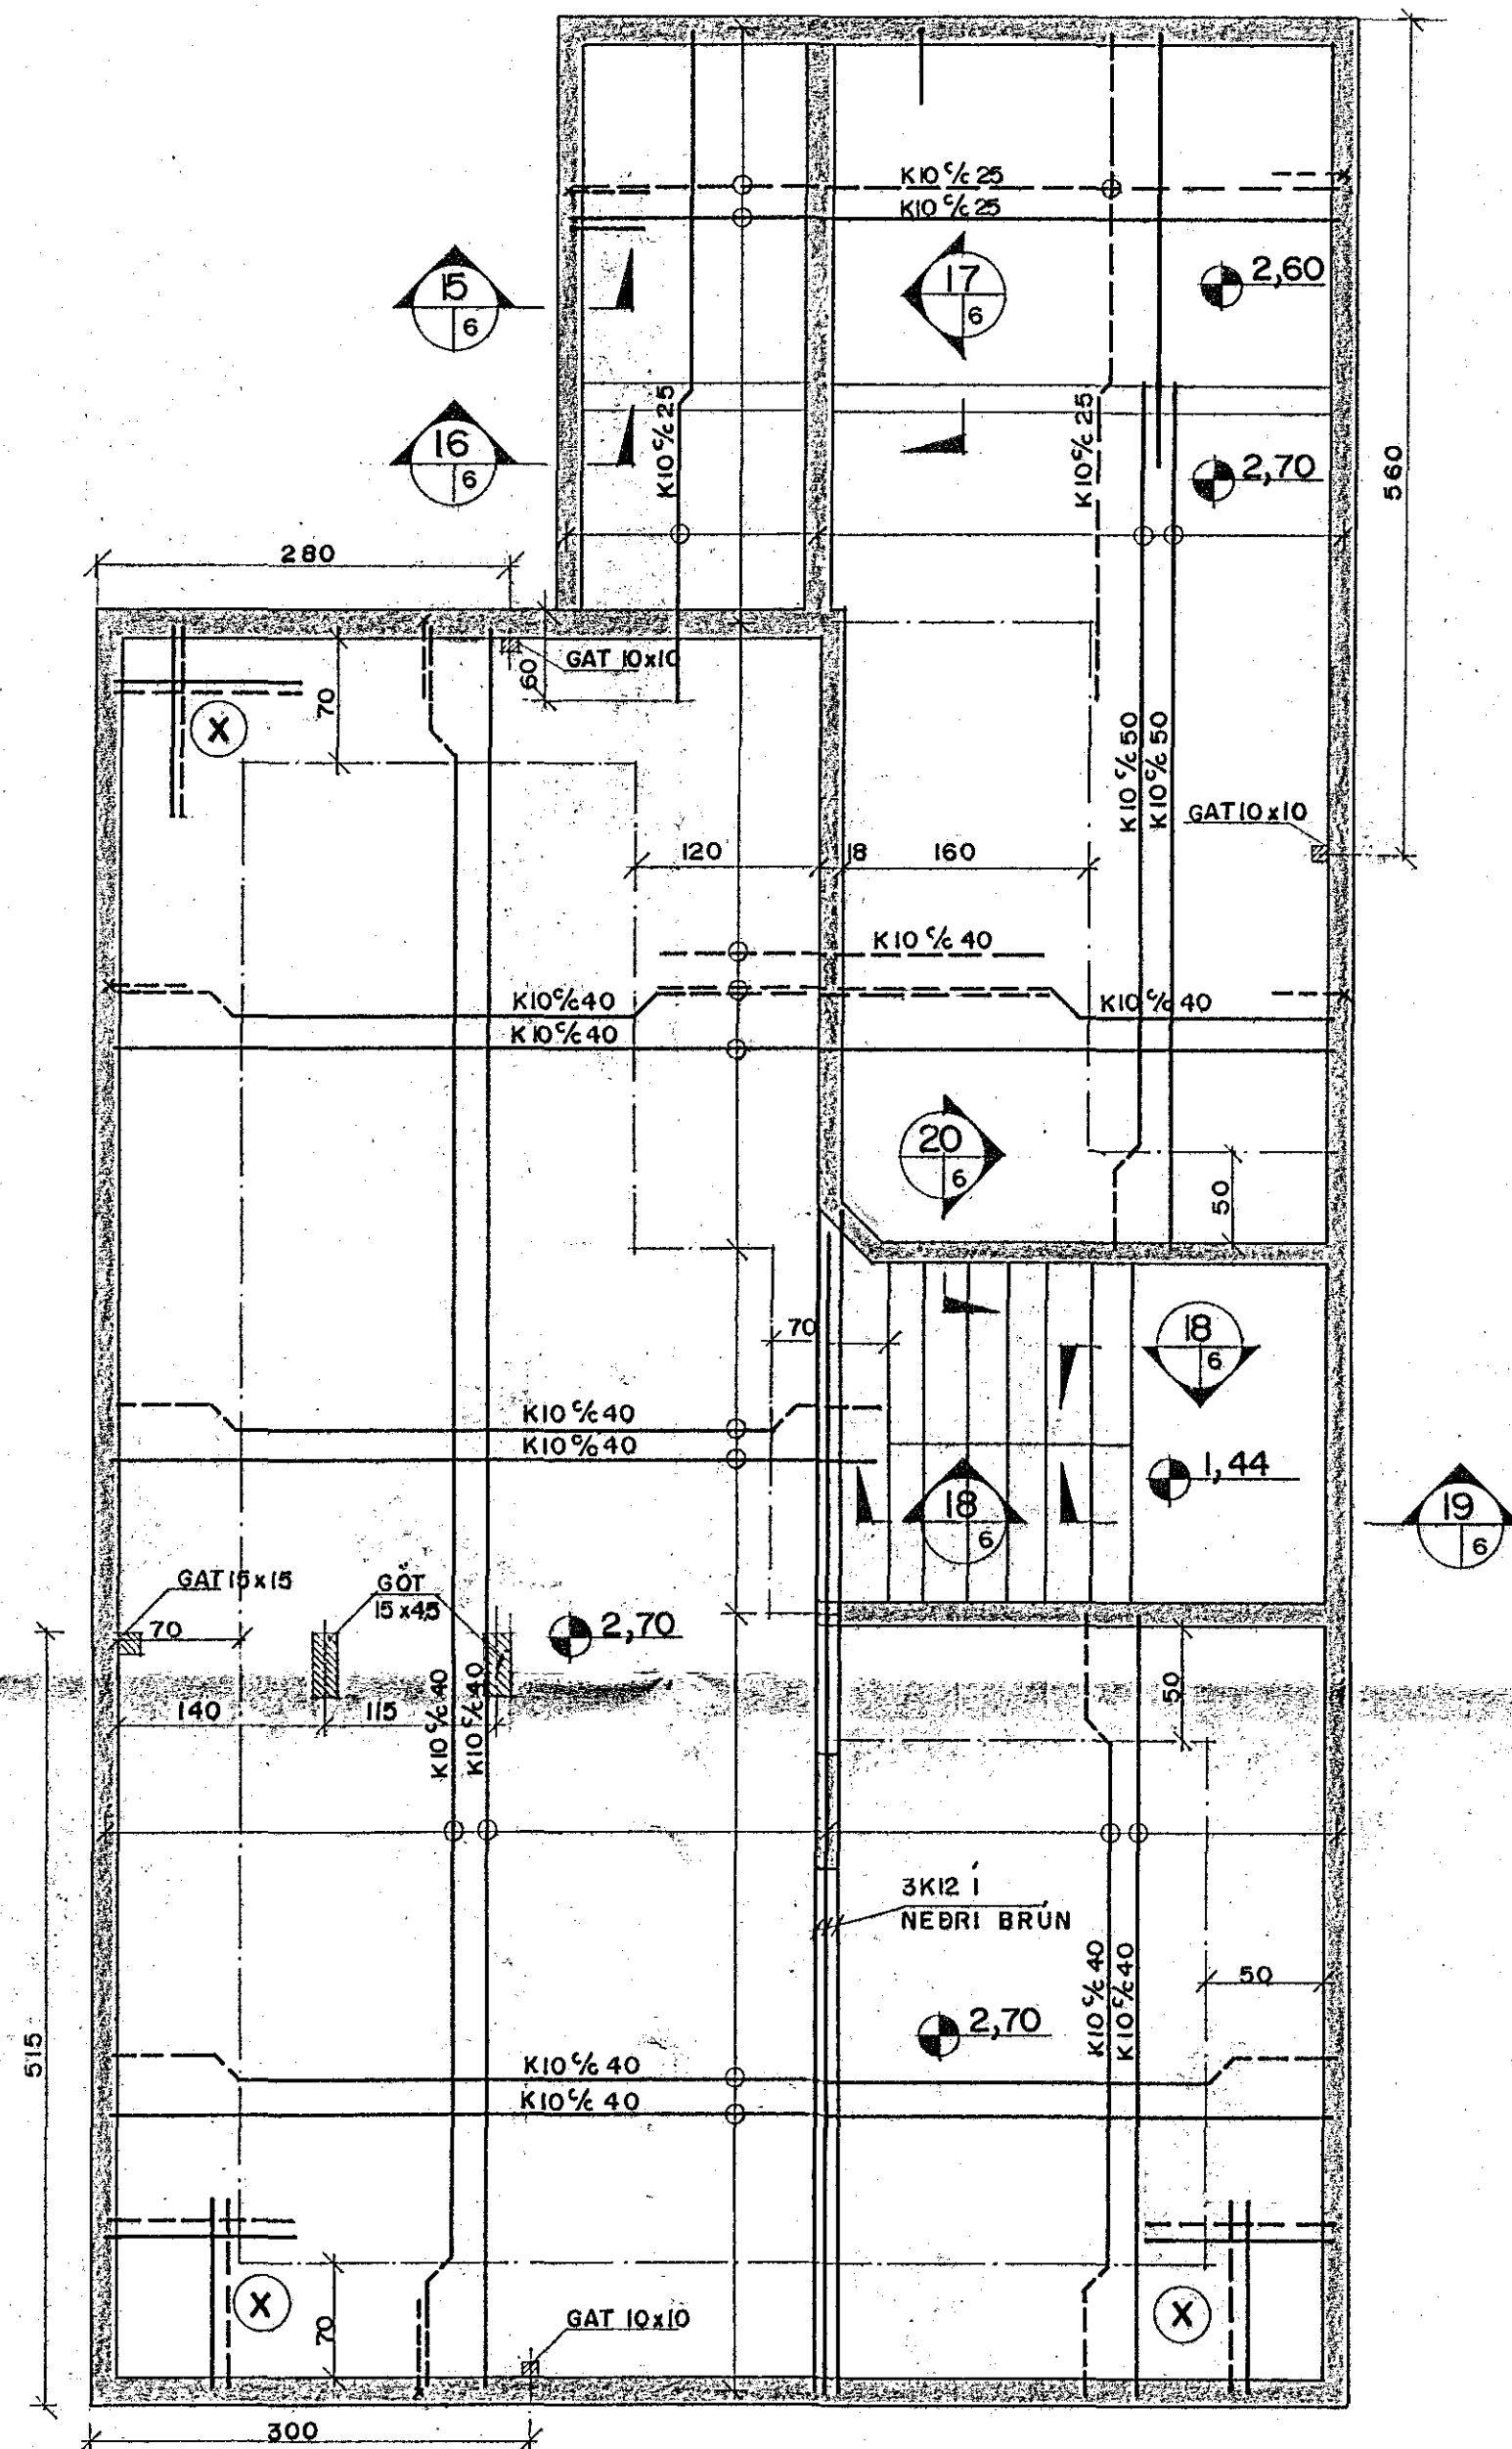 K10 c/c 25
K10 c/c 25
15
6
17
6
2,60
16
6
K10 c/c 25
K10 c/c 25
2,70
560
280
GAT 10x10
60
70
X
K10 c/c 50
K10 c/c 50
GAT 10x10
120
18
160
K10 c/c 40
K10 c/c 40
K10 c/c 40
K10 c/c 40
20
6
50
70
18
6
K10 c/c 40
K10 c/c 40
1,44
18
6
19
6
GAT 15x15
GÖT
15x45
70
2,70
140
115
K10 c/c 40
K10 c/c 40
50
3K12 Í
NEÐRI BRÚN
K10 c/c 40
K10 c/c 40
50
2,70
515
K10 c/c 40
K10 c/c 40
X
X
70
GAT 10x10
300